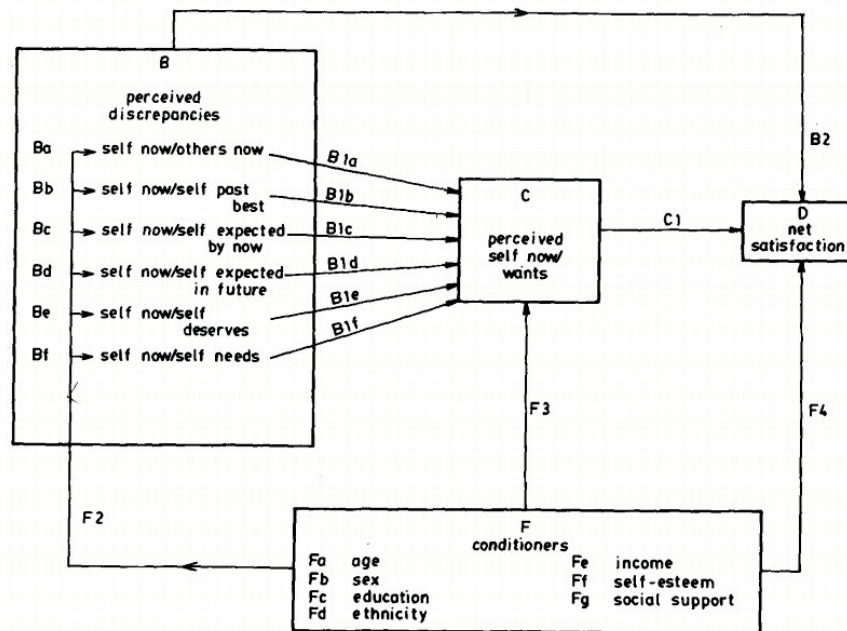 B
perceived
discrepancies
Ba self now/others now
Bb self now/self past
best
Bc self now/self expected
by now
Bd self now/self expected
in future
Be self now/self
deserves
Bf self now/self needs
B1a
B1b
B1c
B1d
B1e
B1f
C
perceived
self now/
wants
C1
B2
D
net
satisfaction
F2
F3
F4
F
conditioners
Fa age
Fb sex
Fc education
Fd ethnicity
Fe income
Ff self-esteem
Fg social support